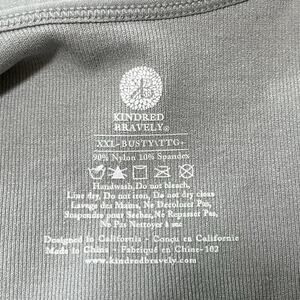 KINDRED
BRAVELY®
XXL-BUSTY\TTG+
90% Nylon 10% Spandex
Handwash, Do not bleach,
Line dry, Do not iron, Do not dry clean
Lavage des Mains, Ne Décolorer Pas,
Suspendre pour Secher, Ne Repasser Pas,
Ne Nettoyer Pas à sec
Designed in California - Conçu en Californie
Made in China - Fabriqué en Chine-102
www.kindredbravely.com